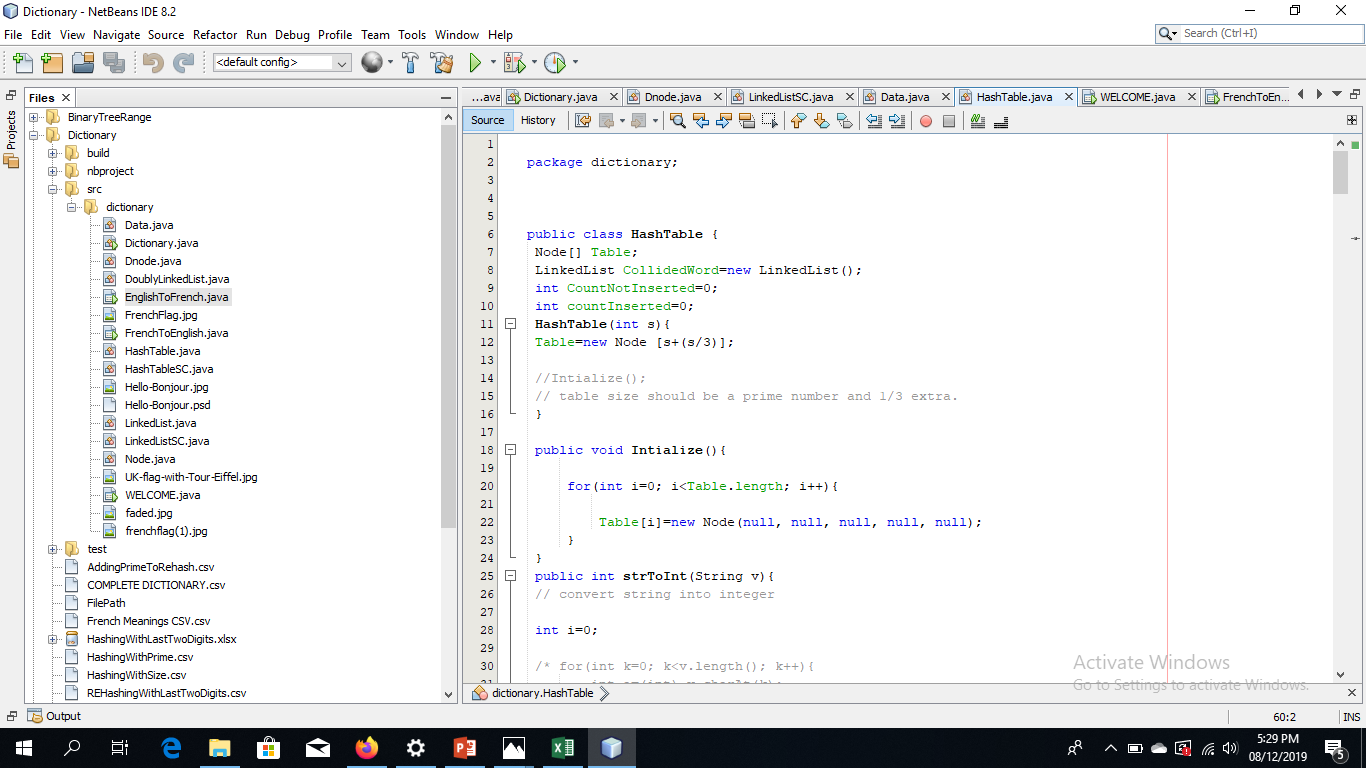 Dictionary - NetBeans IDE 8.2
File Edit View Navigate Source Refactor Run Debug Profile Team Tools Window Help
Search (Ctrl+I)
<default config>
Projects
Files
BinaryTreeRange
Dictionary
build
nbproject
src
dictionary
Data.java
Dictionary.java
Dnode.java
DoublyLinkedList.java
EnglishToFrench.java
FrenchFlag.jpg
FrenchToEnglish.java
HashTable.java
HashTableSC.java
Hello-Bonjour.jpg
Hello-Bonjour.psd
LinkedList.java
LinkedListSC.java
Node.java
UK-flag-with-Tour-Eiffel.jpg
WELCOME.java
faded.jpg
frenchflag(1).jpg
test
AddingPrimeToRehash.csv
COMPLETE DICTIONARY.csv
FilePath
French Meanings CSV.csv
HashingWithLastTwoDigits.xlsx
HashingWithPrime.csv
HashingWithSize.csv
REHashingWithLastTwoDigits.csv
...ava Dictionary.java Dnode.java LinkedListSC.java Data.java HashTable.java WELCOME.java FrenchToEn...
Source History
1
2 package dictionary;
3
4
5
6 public class HashTable {
7 Node[] Table;
8 LinkedList CollidedWord=new LinkedList();
9 int CountNotInserted=0;
10 int countInserted=0;
11 HashTable(int s){
12 Table=new Node [s+(s/3)];
13
14 //Intialize();
15 // table size should be a prime number and 1/3 extra.
16 }
17
18 public void Intialize(){
19
20 for(int i=0; i<Table.length; i++){
21
22 Table[i]=new Node(null, null, null, null, null);
23 }
24 }
25 public int strToInt(String v){
26 // convert string into integer
27
28 int i=0;
29
30 /* for(int k=0; k<v.length(); k++){
Activate Windows
Go to Settings to activate Windows.
dictionary.HashTable
Output
60:2 INS
5:29 PM
08/12/2019
5